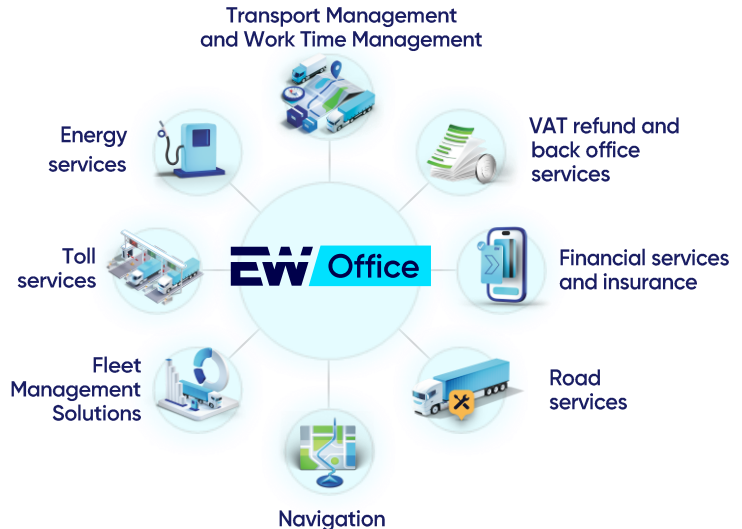 Transport Management
and Work Time Management
Energy
services
VAT refund and
back office
services
Toll
services
EW Office
Financial services
and insurance
Fleet
Management
Solutions
Road
services
Navigation